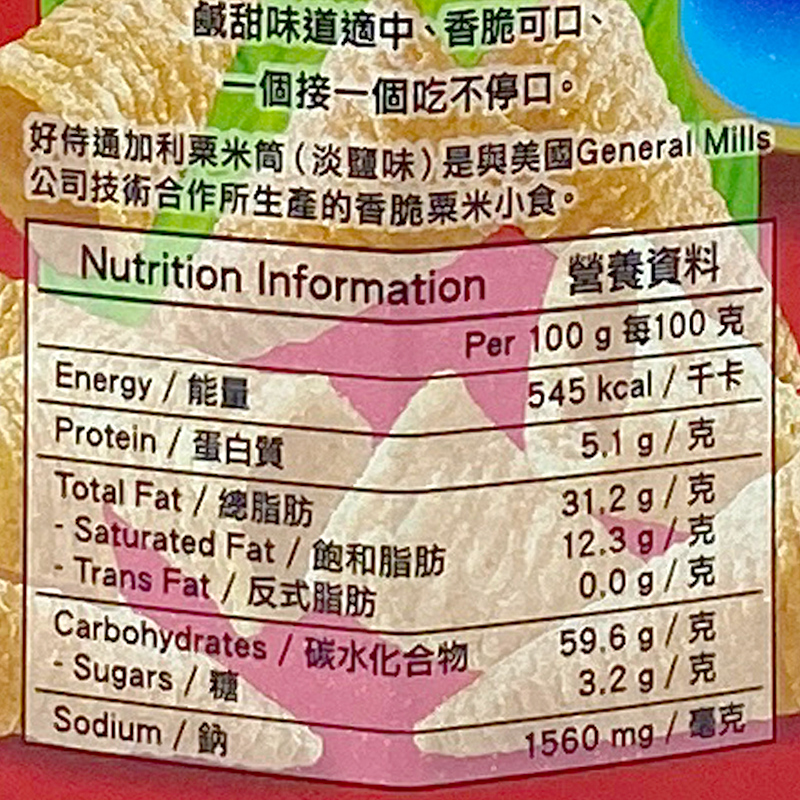 鹹甜味道適中、香脆可口、
一個接一個吃不停口。
好侍通加利粟米筒(淡鹽味)是與美國General Mills
公司技術合作所生產的香脆粟米小食。
Nutrition Information 營養資料
Per 100 g 每100 克
Energy / 能量 545 kcal / 千卡
Protein / 蛋白質 5.1 g / 克
Total Fat / 總脂肪 31.2 g / 克
- Saturated Fat / 飽和脂肪 12.3 g / 克
- Trans Fat / 反式脂肪 0.0 g / 克
Carbohydrates / 碳水化合物 59.6 g / 克
- Sugars / 糖 3.2 g / 克
Sodium / 鈉 1560 mg / 毫克